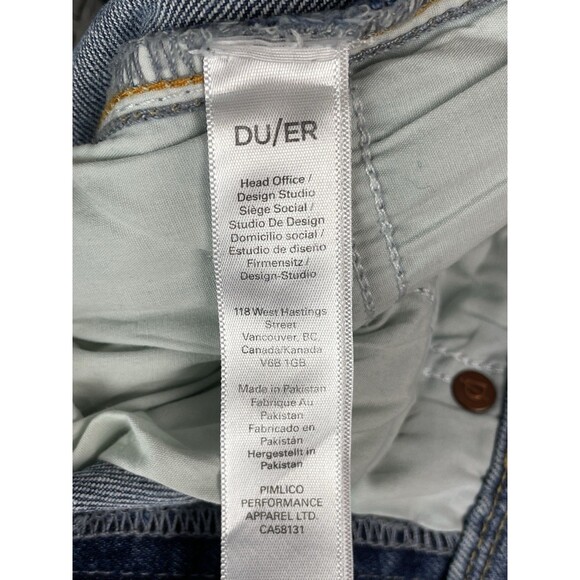 DU/ER
Head Office /
Design Studio
Siège Social /
Studio De Design
Domicilio social /
Estudio de diseño
Firmensitz /
Design-Studio
118 West Hastings
Street
Vancouver, BC,
Canada/Kanada
V6B 1GB
Made in Pakistan
Fabrique Au
Pakistan
Fabricado en
Pakistán
Hergestellt in
Pakistan
PIMLICO
PERFORMANCE
APPAREL LTD.
CA58131